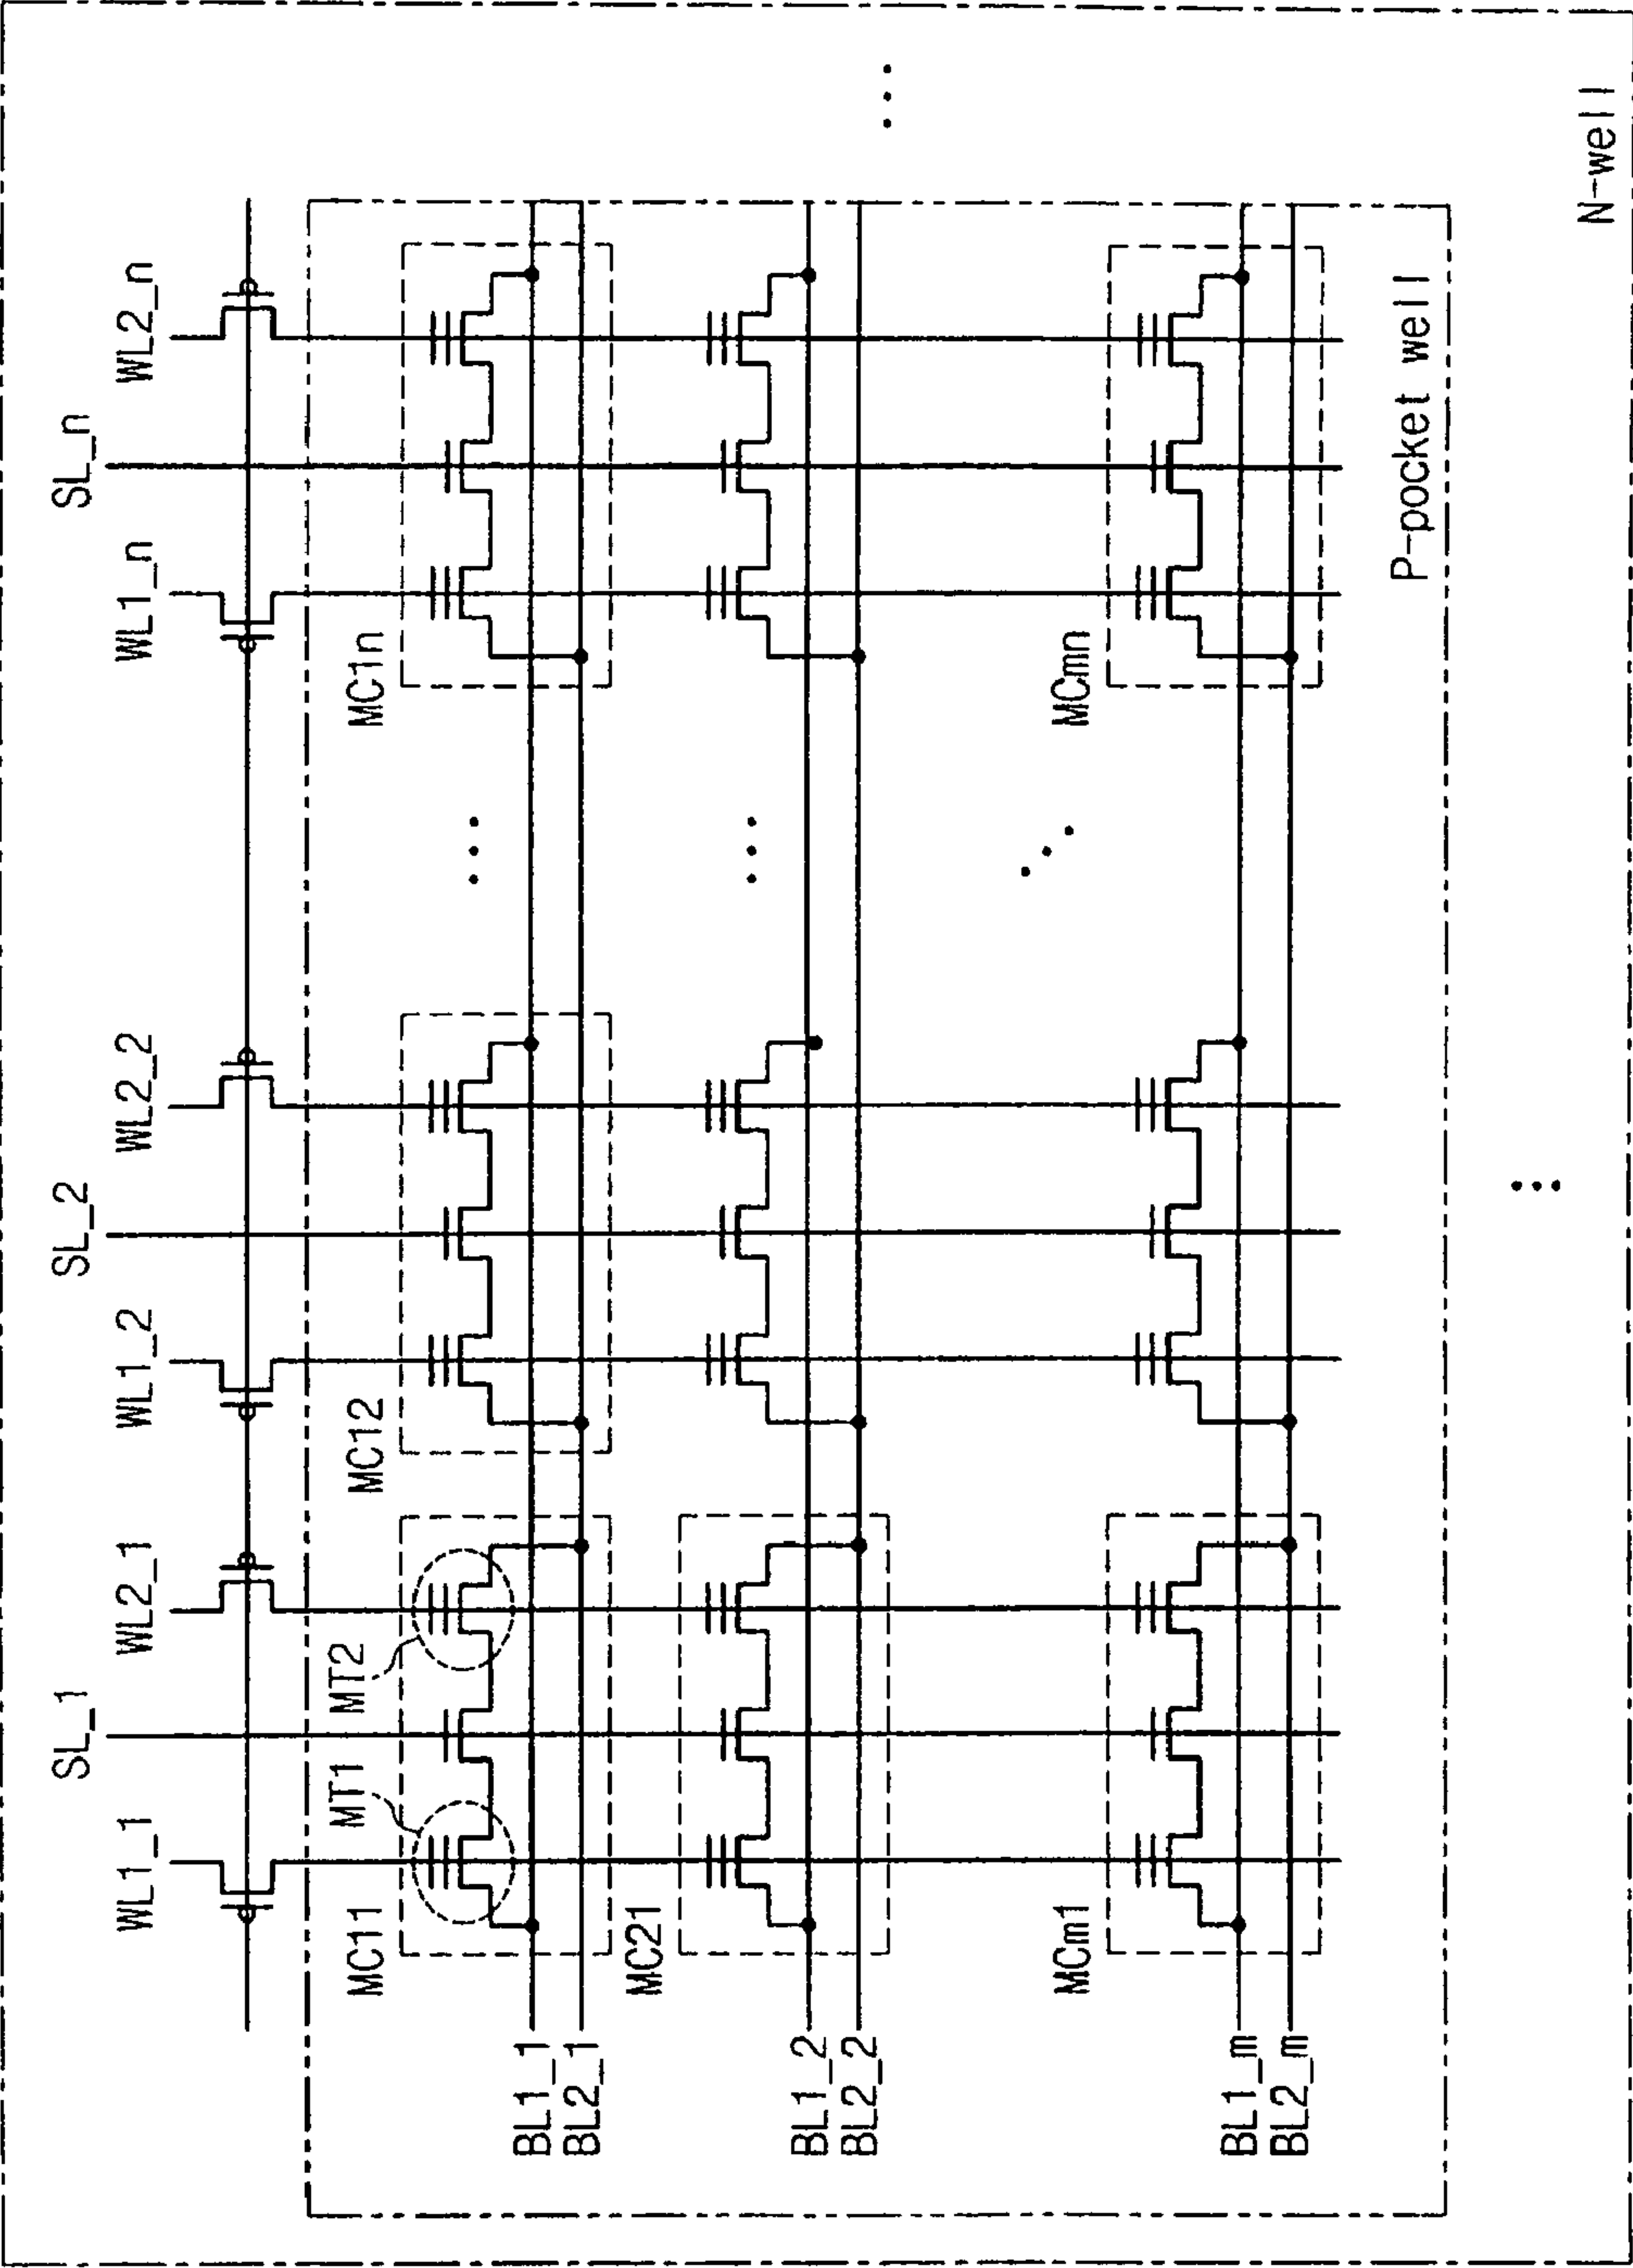 SL_1
SL_2
SL_n
WL1_1
WL2_1
WL1_2
WL2_2
WL1_n
WL2_n
MT1
MT2
MC11
MC12
MC1n
BL1_1
BL2_1
MC21
BL1_2
BL2_2
MCm1
MCmn
BL1_m
BL2_m
P-pocket well
N-well